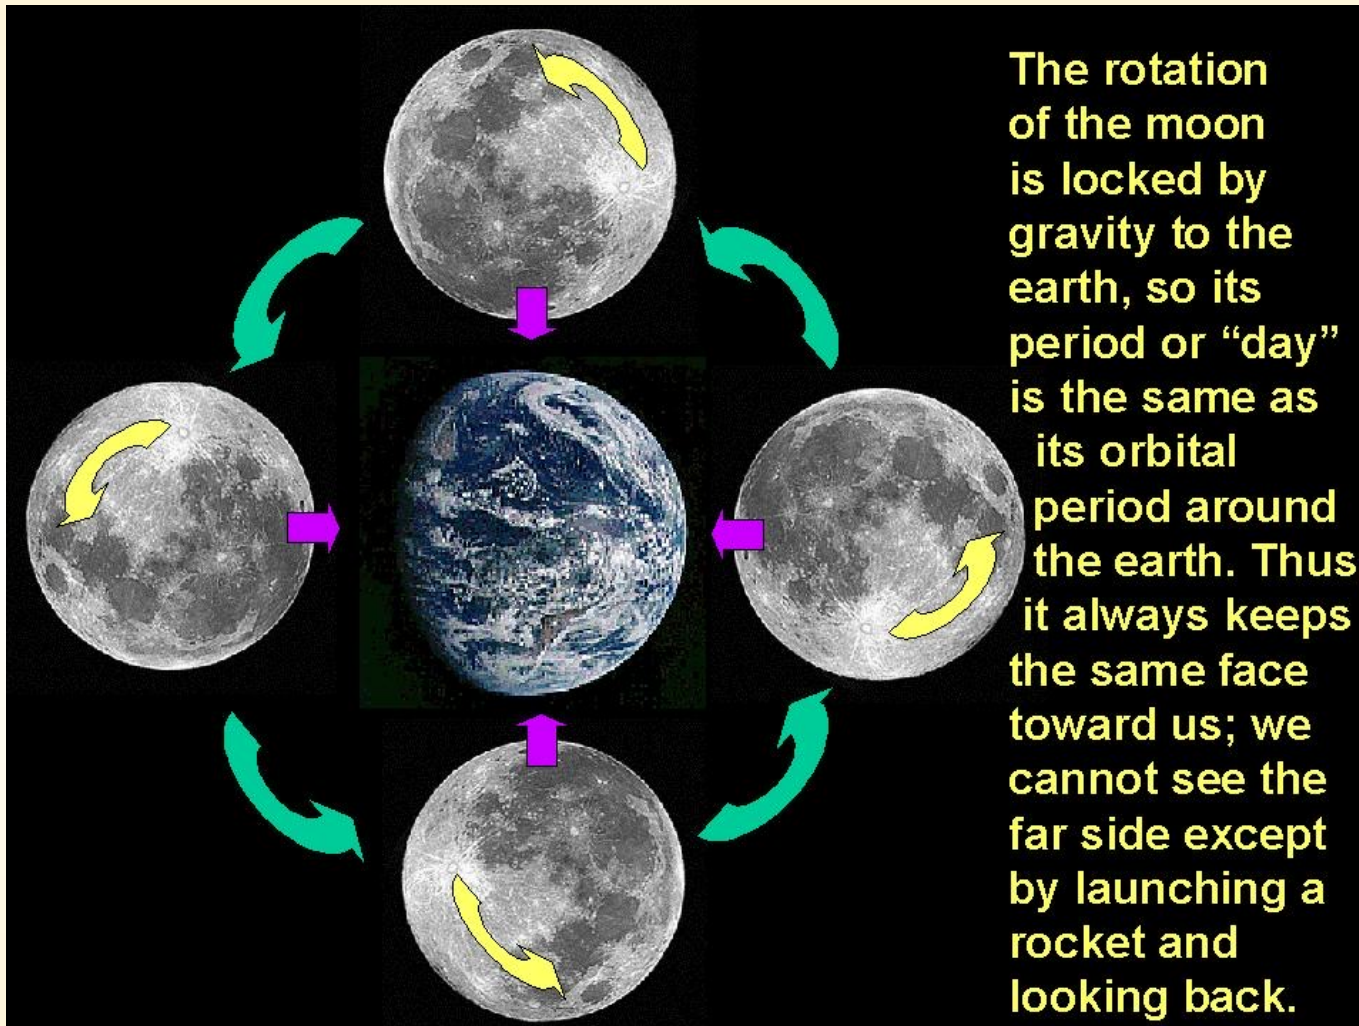 The rotation
of the moon
is locked by
gravity to the
earth, so its
period or “day”
is the same as
its orbital
period around
the earth. Thus
it always keeps
the same face
toward us; we
cannot see the
far side except
by launching a
rocket and
looking back.